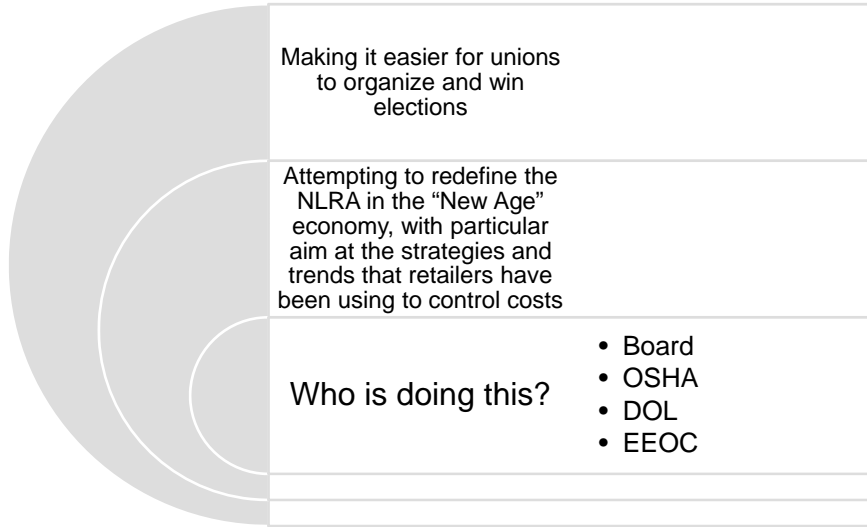 Making it easier for unions
to organize and win
elections
Attempting to redefine the
NLRA in the “New Age”
economy, with particular
aim at the strategies and
trends that retailers have
been using to control costs
Who is doing this?
• Board
• OSHA
• DOL
• EEOC